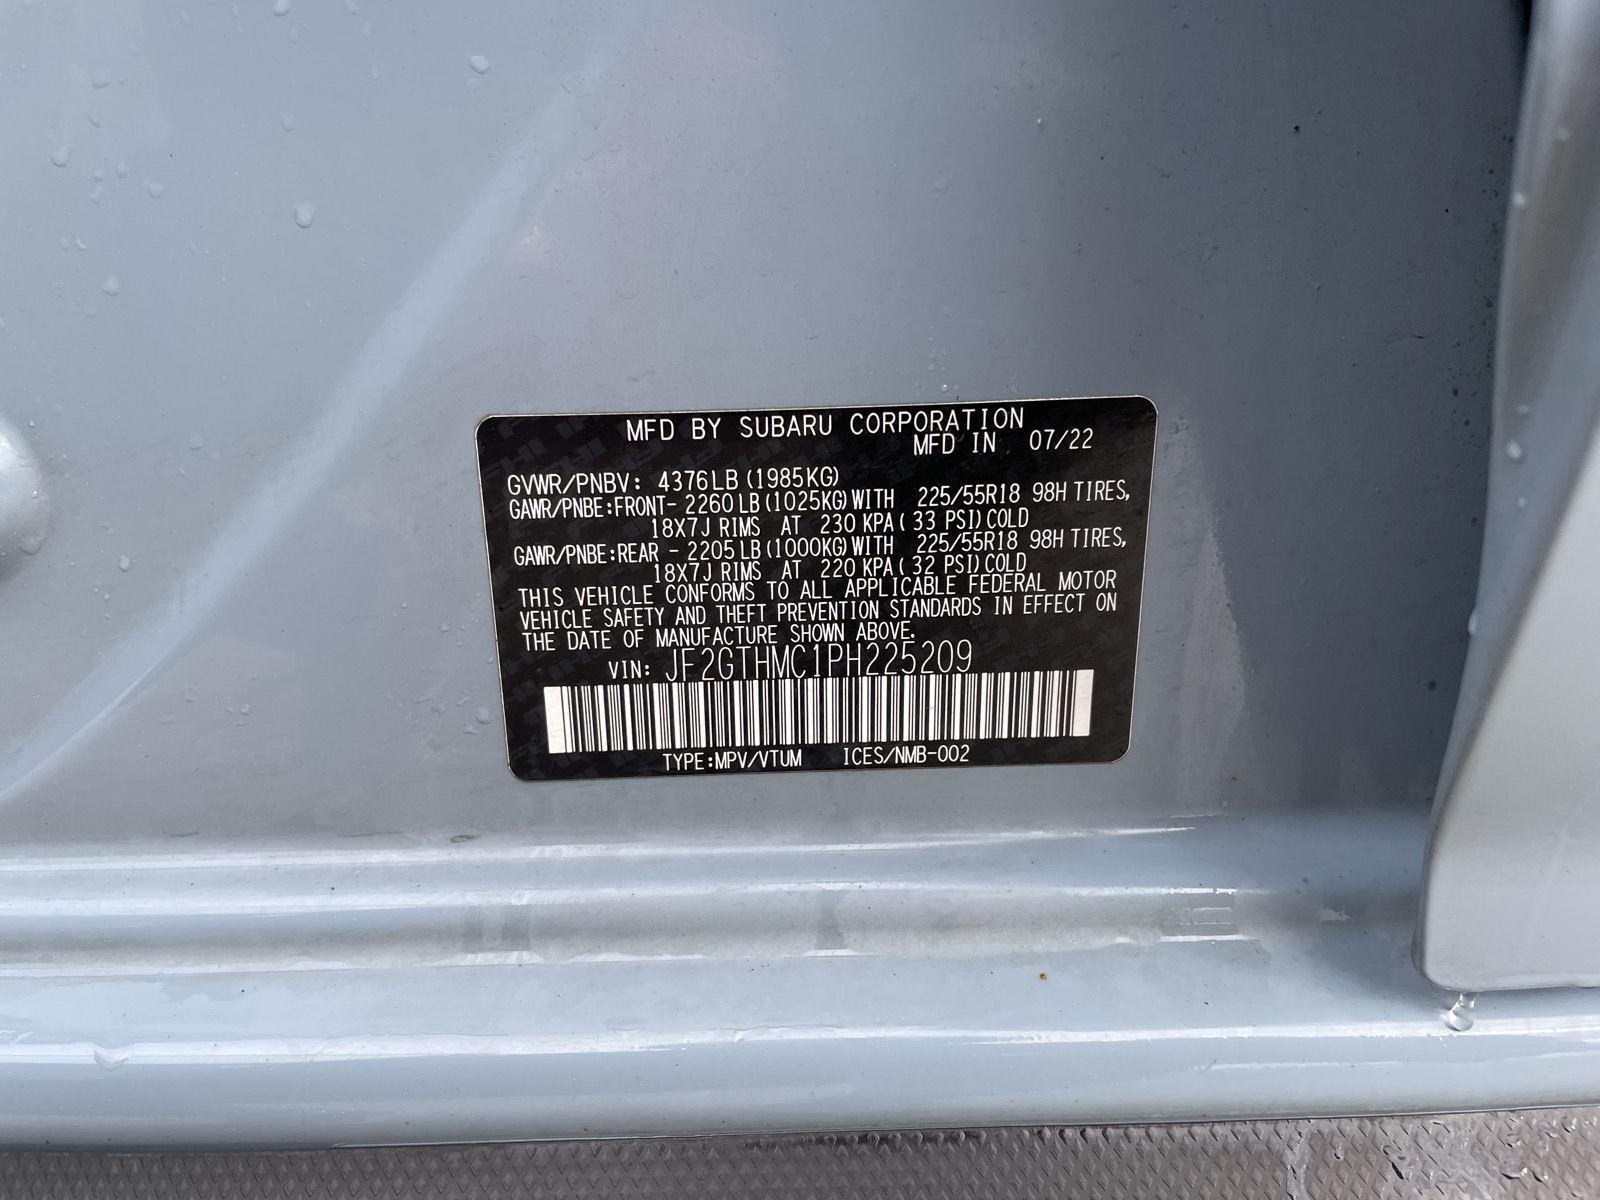 MFD BY SUBARU CORPORATION
MFD IN 07/22
GVWR/PNBV: 4376LB (1985KG)
GAWR/PNBE:FRONT- 2260LB (1025KG) WITH 225/55R18 98H TIRES,
18X7J RIMS AT 230 KPA ( 33 PSI) COLD
GAWR/PNBE:REAR - 2205LB (1000KG) WITH 225/55R18 98H TIRES,
18X7J RIMS AT 220 KPA ( 32 PSI) COLD
THIS VEHICLE CONFORMS TO ALL APPLICABLE FEDERAL MOTOR
VEHICLE SAFETY AND THEFT PREVENTION STANDARDS IN EFFECT ON
THE DATE OF MANUFACTURE SHOWN ABOVE.
VIN: JF2GTHMC1PH225209
TYPE:MPV/VTUM ICES/NMB-002